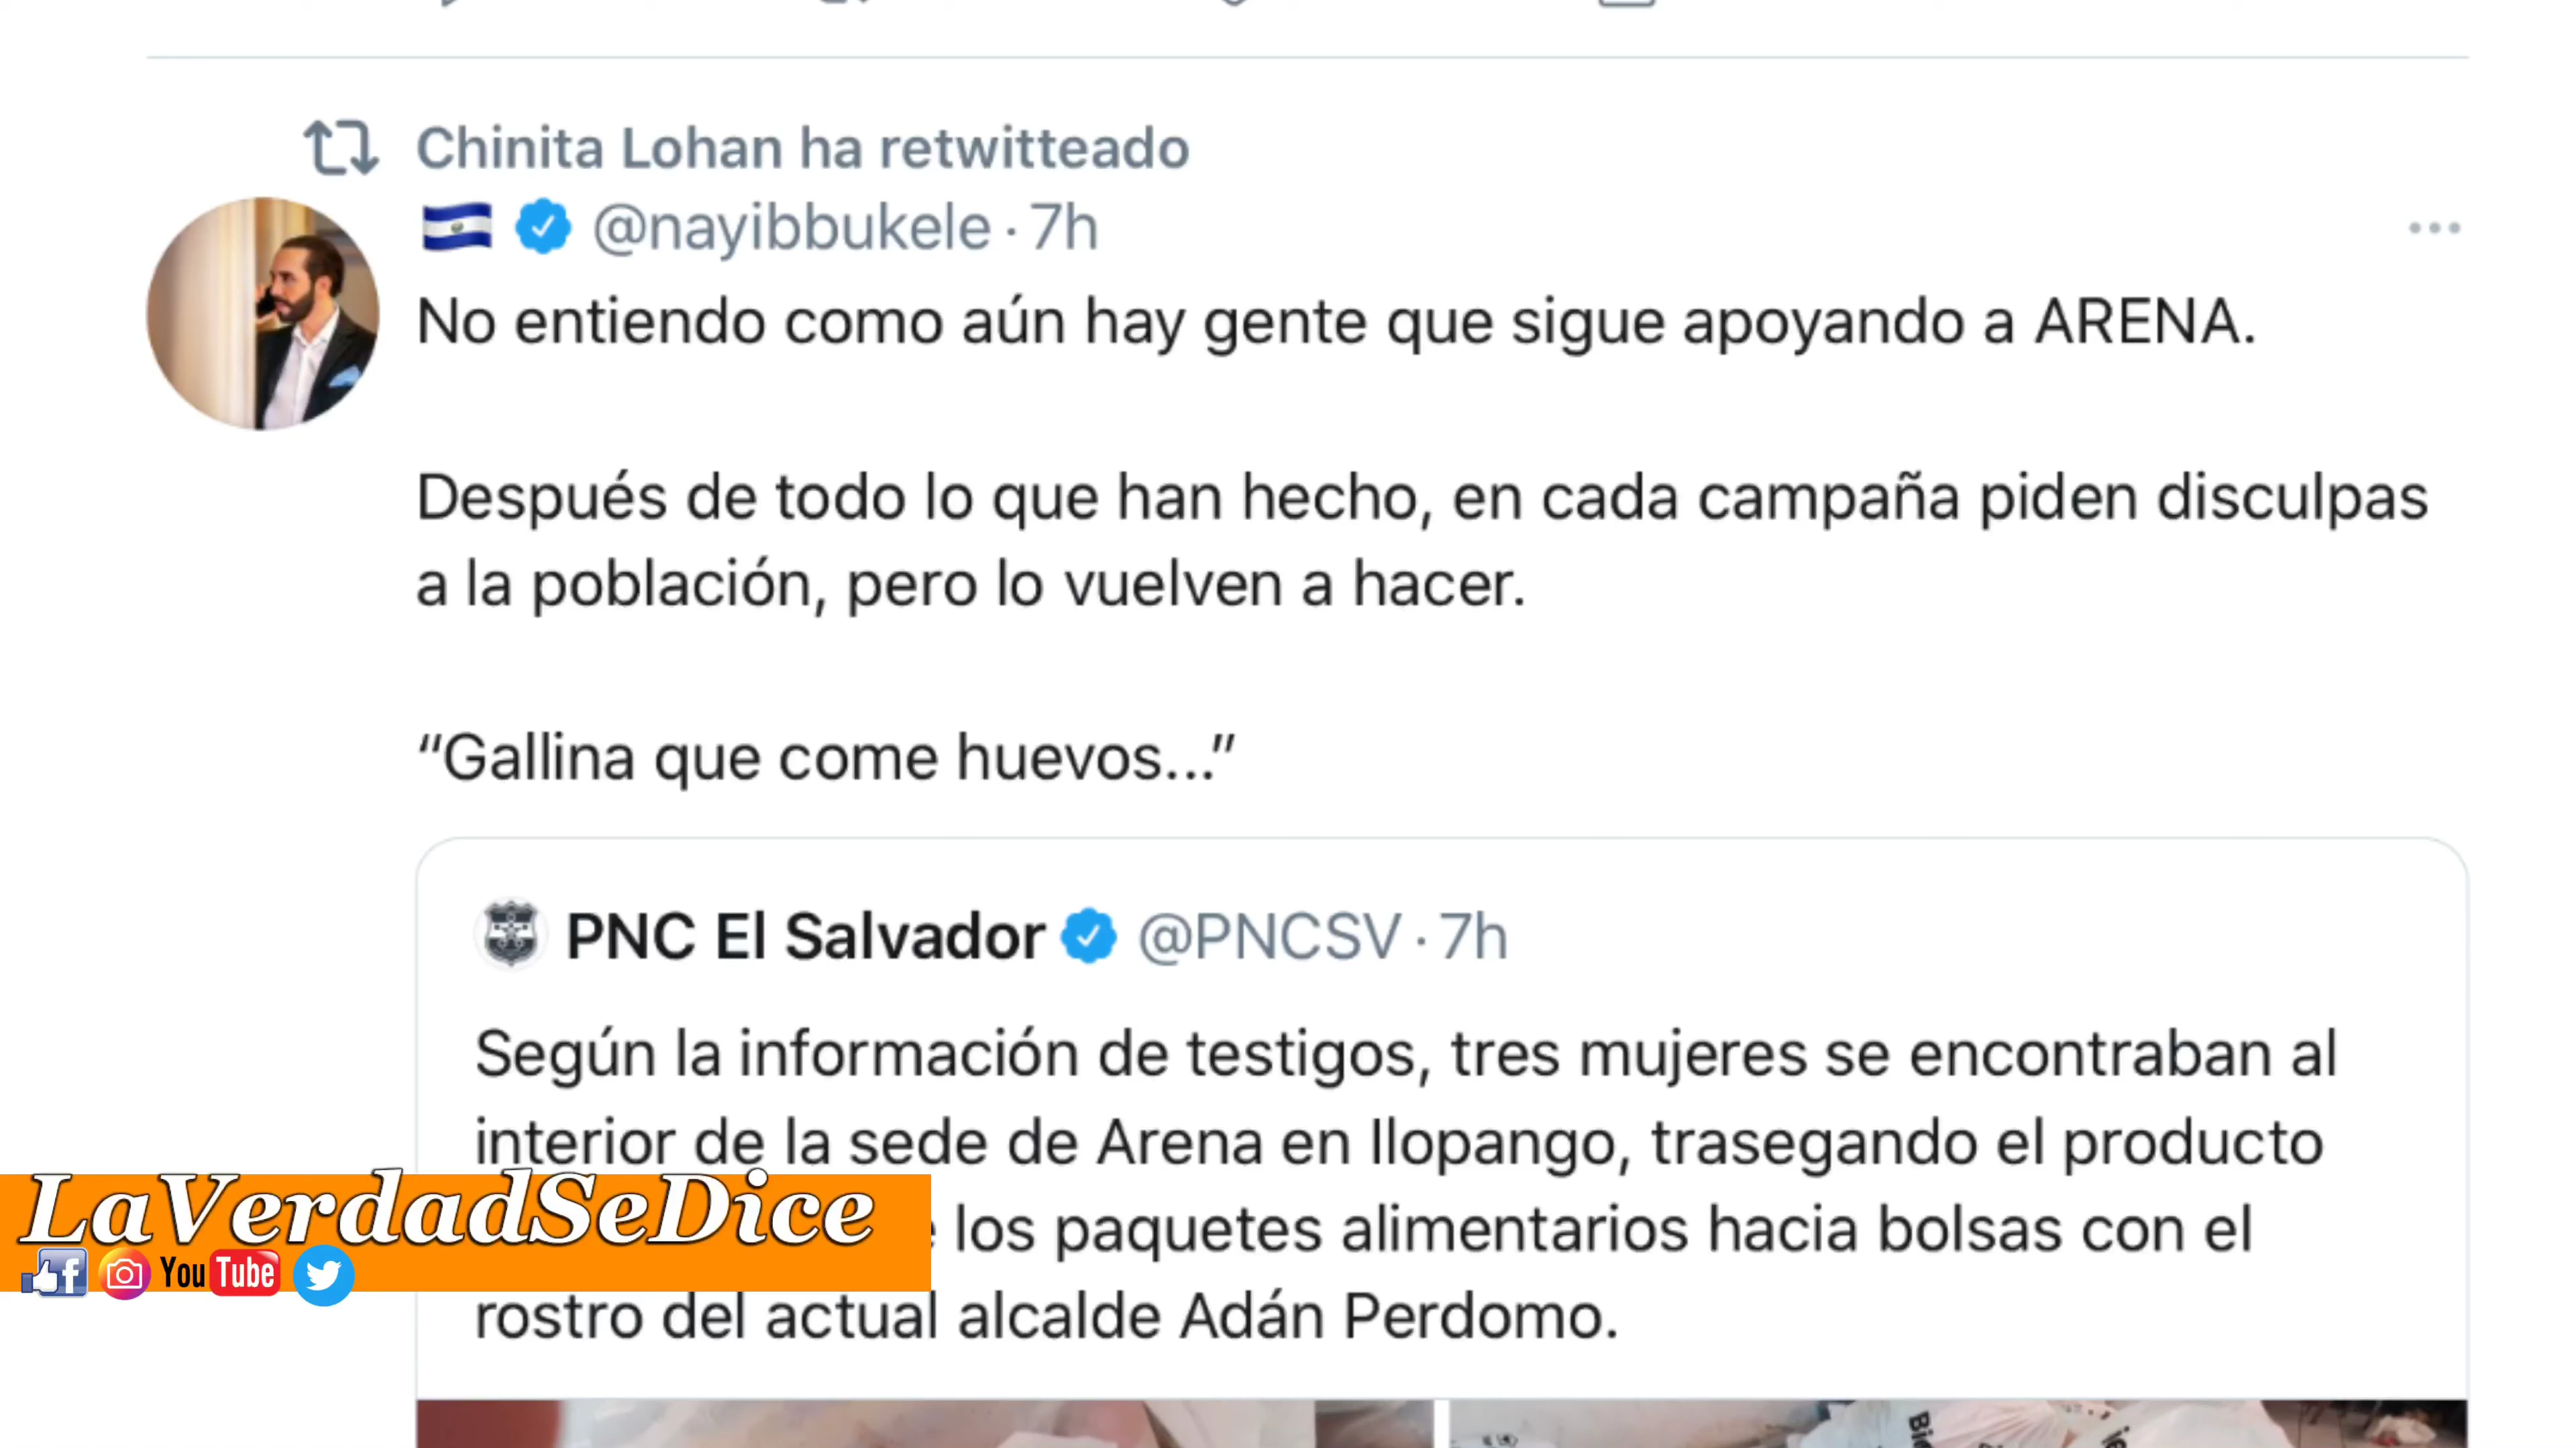 Chinita Lohan ha retwitteado
@nayibbukele · 7h
No entiendo como aún hay gente que sigue apoyando a ARENA.
Después de todo lo que han hecho, en cada campaña piden disculpas
a la población, pero lo vuelven a hacer.
“Gallina que come huevos...”
PNC El Salvador @PNCSV · 7h
Según la información de testigos, tres mujeres se encontraban al
interior de la sede de Arena en Ilopango, trasegando el producto
los paquetes alimentarios hacia bolsas con el
rostro del actual alcalde Adán Perdomo.
LaVerdadSeDice
f YouTube